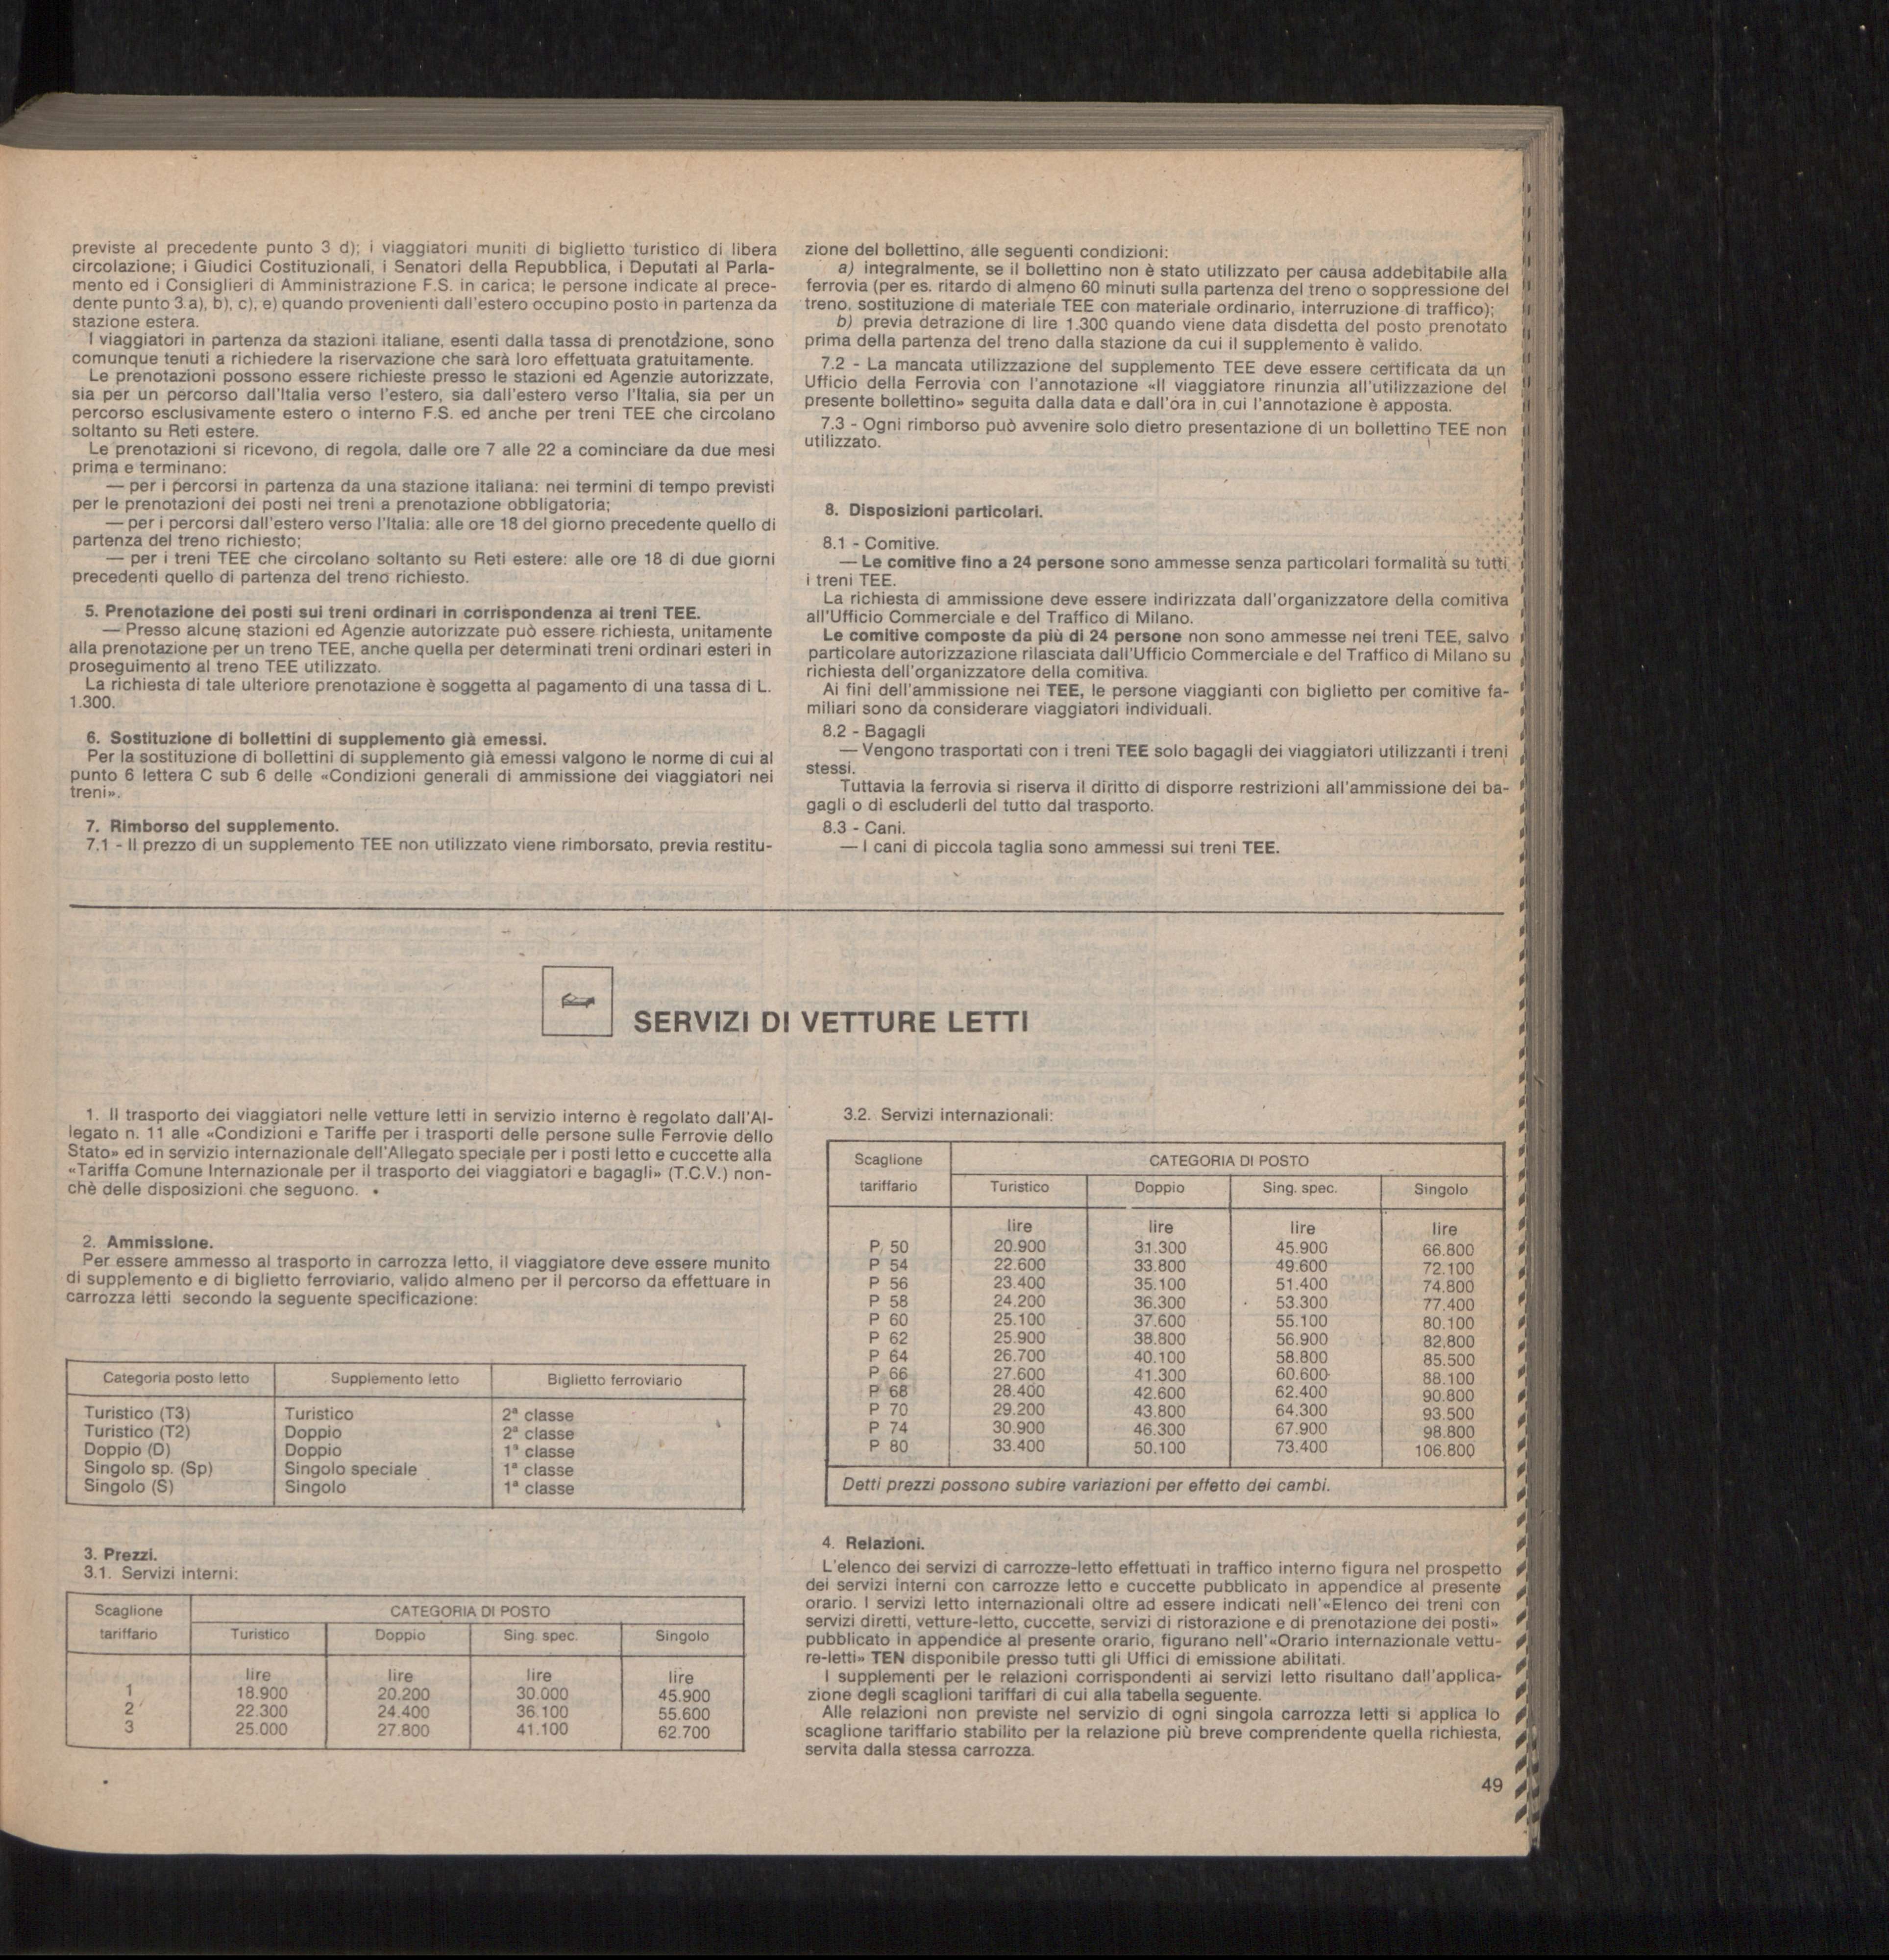 previste al precedente punto 3 d); i viaggiatori muniti di biglietto turistico di libera
circolazione; i Giudici Costituzionali, i Senatori della Repubblica, i Deputati al Parla-
mento ed i Consiglieri di Amministrazione F.S. in carica; le persone indicate al prece-
dente punto 3.a), b), c), e) quando provenienti dall'estero occupino posto in partenza da
stazione estera.
I viaggiatori in partenza da stazioni italiane, esenti dalla tassa di prenotazione, sono
comunque tenuti a richiedere la riservazione che sarà loro effettuata gratuitamente.
Le prenotazioni possono essere richieste presso le stazioni ed Agenzie autorizzate,
sia per un percorso dall'Italia verso l'estero, sia dall'estero verso l'Italia, sia per un
percorso esclusivamente estero o interno F.S. ed anche per treni TEE che circolano
soltanto su Reti estere.
Le prenotazioni si ricevono, di regola, dalle ore 7 alle 22 a cominciare da due mesi
prima e terminano:
— per i percorsi in partenza da una stazione italiana: nei termini di tempo previsti
per le prenotazioni dei posti nei treni a prenotazione obbligatoria;
— per i percorsi dall'estero verso l'Italia: alle ore 18 del giorno precedente quello di
partenza del treno richiesto;
— per i treni TEE che circolano soltanto su Reti estere: alle ore 18 di due giorni
precedenti quello di partenza del treno richiesto.
5. Prenotazione dei posti sui treni ordinari in corrispondenza ai treni TEE.
— Presso alcune stazioni ed Agenzie autorizzate può essere richiesta, unitamente
alla prenotazione per un treno TEE, anche quella per determinati treni ordinari esteri in
proseguimento al treno TEE utilizzato.
La richiesta di tale ulteriore prenotazione è soggetta al pagamento di una tassa di L.
1.300.
6. Sostituzione di bollettini di supplemento già emessi.
Per la sostituzione di bollettini di supplemento già emessi valgono le norme di cui al
punto 6 lettera C sub 6 delle «Condizioni generali di ammissione dei viaggiatori nei
treni».
7. Rimborso del supplemento.
7.1 - Il prezzo di un supplemento TEE non utilizzato viene rimborsato, previa restitu-
zione del bollettino, alle seguenti condizioni:
a) integralmente, se il bollettino non è stato utilizzato per causa addebitabile alla
ferrovia (per es. ritardo di almeno 60 minuti sulla partenza del treno o soppressione del
treno, sostituzione di materiale TEE con materiale ordinario, interruzione di traffico);
b) previa detrazione di lire 1.300 quando viene data disdetta del posto prenotato
prima della partenza del treno dalla stazione da cui il supplemento è valido.
7.2 - La mancata utilizzazione del supplemento TEE deve essere certificata da un
Ufficio della Ferrovia con l'annotazione «Il viaggiatore rinunzia all'utilizzazione del
presente bollettino» seguita dalla data e dall'ora in cui l'annotazione è apposta.
7.3 - Ogni rimborso può avvenire solo dietro presentazione di un bollettino TEE non
utilizzato.
8. Disposizioni particolari.
8.1 - Comitive.
— Le comitive fino a 24 persone sono ammesse senza particolari formalità su tutti
i treni TEE.
La richiesta di ammissione deve essere indirizzata dall'organizzatore della comitiva
all'Ufficio Commerciale e del Traffico di Milano.
Le comitive composte da più di 24 persone non sono ammesse nei treni TEE, salvo
particolare autorizzazione rilasciata dall'Ufficio Commerciale e del Traffico di Milano su
richiesta dell'organizzatore della comitiva.
Ai fini dell'ammissione nei TEE, le persone viaggianti con biglietto per comitive fa-
miliari sono da considerare viaggiatori individuali.
8.2 - Bagagli
— Vengono trasportati con i treni TEE solo bagagli dei viaggiatori utilizzanti i treni
stessi.
Tuttavia la ferrovia si riserva il diritto di disporre restrizioni all'ammissione dei ba-
gagli o di escluderli del tutto dal trasporto.
8.3 - Cani.
— I cani di piccola taglia sono ammessi sui treni TEE.
SERVIZI DI VETTURE LETTI
1. Il trasporto dei viaggiatori nelle vetture letti in servizio interno è regolato dall'Al-
legato n. 11 alle «Condizioni e Tariffe per i trasporti delle persone sulle Ferrovie dello
Stato» ed in servizio internazionale dell'Allegato speciale per i posti letto e cuccette alla
«Tariffa Comune Internazionale per il trasporto dei viaggiatori e bagagli» (T.C.V.) non-
chè delle disposizioni che seguono.
2. Ammissione.
Per essere ammesso al trasporto in carrozza letto, il viaggiatore deve essere munito
di supplemento e di biglietto ferroviario, valido almeno per il percorso da effettuare in
carrozza letti secondo la seguente specificazione:
Categoria posto letto Supplemento letto Biglietto ferroviario
Turistico (T3) Turistico 2ª classe
Turistico (T2) Doppio 2ª classe
Doppio (D) Doppio 1ª classe
Singolo sp. (Sp) Singolo speciale 1ª classe
Singolo (S) Singolo 1ª classe
3. Prezzi.
3.1. Servizi interni:
Scaglione CATEGORIA DI POSTO
tariffario Turistico Doppio Sing. spec. Singolo
lire lire lire lire
1 18.900 20.200 30.000 45.900
2 22.300 24.400 36.100 55.600
3 25.000 27.800 41.100 62.700
3.2. Servizi internazionali:
Scaglione CATEGORIA DI POSTO
tariffario Turistico Doppio Sing. spec. Singolo
lire lire lire lire
P 50 20.900 31.300 45.900 66.800
P 54 22.600 33.800 49.600 72.100
P 56 23.400 35.100 51.400 74.800
P 58 24.200 36.300 53.300 77.400
P 60 25.100 37.600 55.100 80.100
P 62 25.900 38.800 56.900 82.800
P 64 26.700 40.100 58.800 85.500
P 66 27.600 41.300 60.600 88.100
P 68 28.400 42.600 62.400 90.800
P 70 29.200 43.800 64.300 93.500
P 74 30.900 46.300 67.900 98.800
P 80 33.400 50.100 73.400 106.800
Detti prezzi possono subire variazioni per effetto dei cambi.
4. Relazioni.
L'elenco dei servizi di carrozze-letto effettuati in traffico interno figura nel prospetto
dei servizi interni con carrozze letto e cuccette pubblicato in appendice al presente
orario. I servizi letto internazionali oltre ad essere indicati nell'«Elenco dei treni con
servizi diretti, vetture-letto, cuccette, servizi di ristorazione e di prenotazione dei posti»
pubblicato in appendice al presente orario, figurano nell'«Orario internazionale vettu-
re-letti» TEN disponibile presso tutti gli Uffici di emissione abilitati.
I supplementi per le relazioni corrispondenti ai servizi letto risultano dall'applica-
zione degli scaglioni tariffari di cui alla tabella seguente.
Alle relazioni non previste nel servizio di ogni singola carrozza letti si applica lo
scaglione tariffario stabilito per la relazione più breve comprendente quella richiesta,
servita dalla stessa carrozza.
49